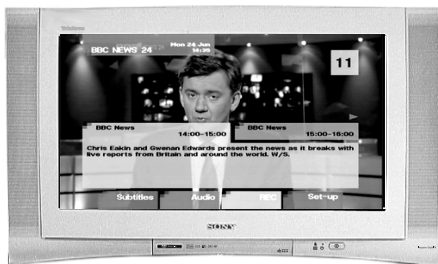 BBC NEWS 24
Mon 24 Jun
14:35
11
BBC News
14:00-15:00
BBC News
15:00-16:00
Chris Eakin and Gwenan Edwards present the news as it breaks with
live reports from Britain and around the world. W/S.
Subtitles Audio REC Set-up
SONY